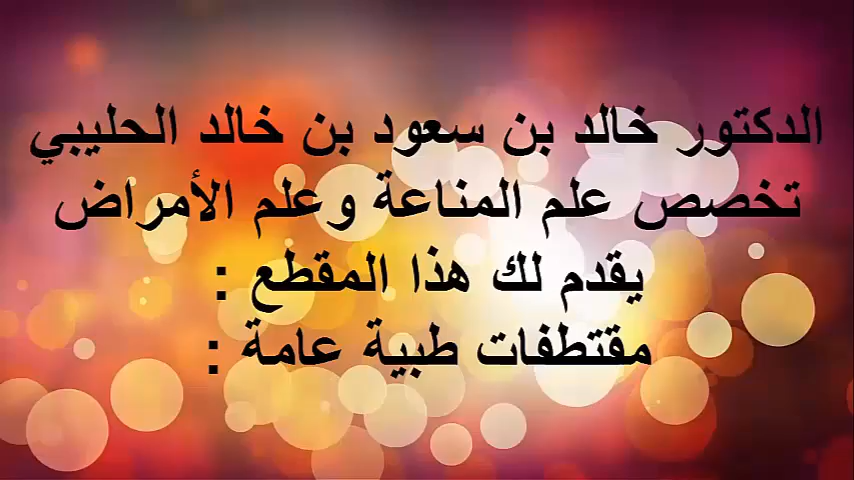 الدكتور خالد بن سعود بن خالد الحليبي
تخصص علم المناعة وعلم الأمراض
يقدم لك هذا المقطع :
مقتطفات طبية عامة :